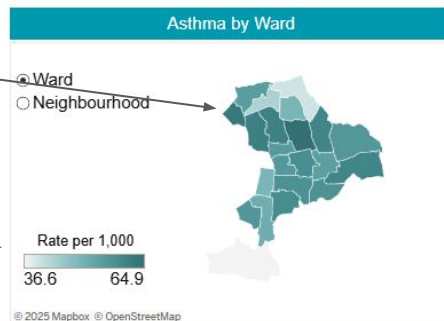 Asthma by Ward
Ward
Neighbourhood
Rate per 1,000
36.6 64.9
© 2025 Mapbox © OpenStreetMap